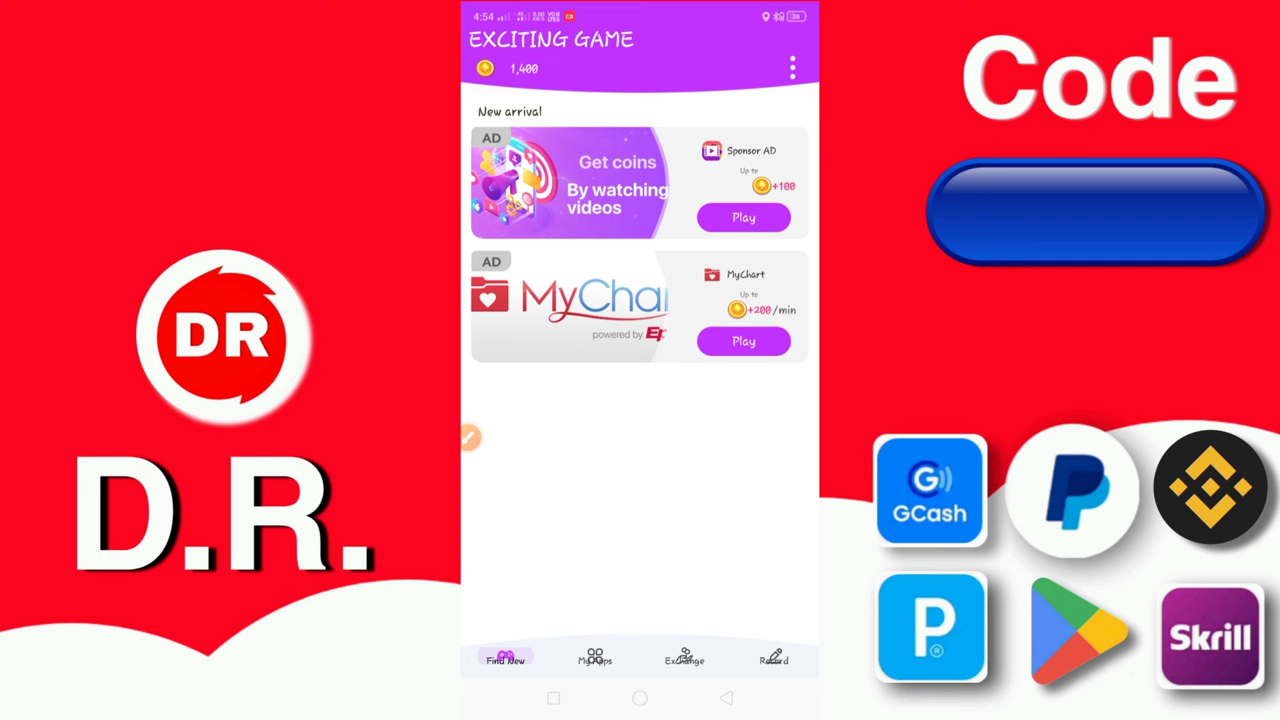 DR
D.R.
4:54
EXCITING GAME
1,400
New arrival
AD
Get coins
By watching
videos
Sponsor AD
Up to
+100
Play
AD
MyChar
powered by Ep
MyChart
Up to
+200/min
Play
Find New
My Apps
Exchange
Record
Code
G
GCash
P
P
Skrill